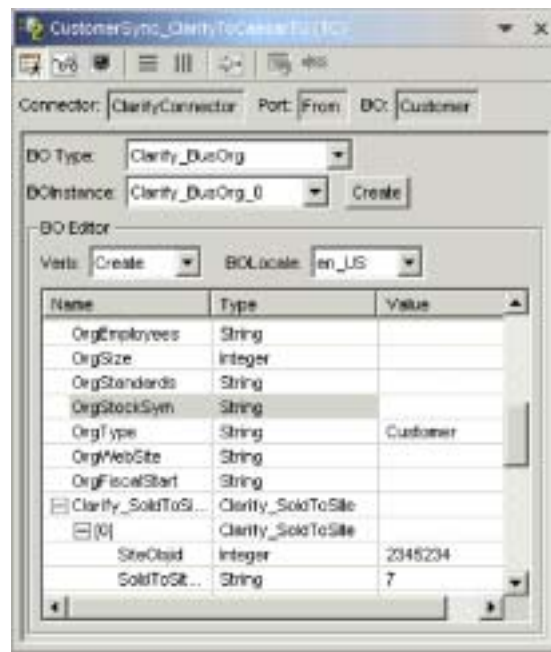 CustomerSync_ClarifyToCaesarTU (TC)
Connector: ClarifyConnector Port: From BO: Customer
BO Type: Clarify_BusOrg
BOInstance: Clarify_BusOrg_0 Create
BO Editor
Verb: Create BOLocale: en_US
Name Type Value
OrgEmployees String
OrgSize Integer
OrgStandards String
OrgStockSym String
OrgType String Customer
OrgWebSite String
OrgFiscalStart String
Clarify_SoldToSi... Clarify_SoldToSite
[0] Clarify_SoldToSite
SiteObjid Integer 2345234
SoldToSit... String 7